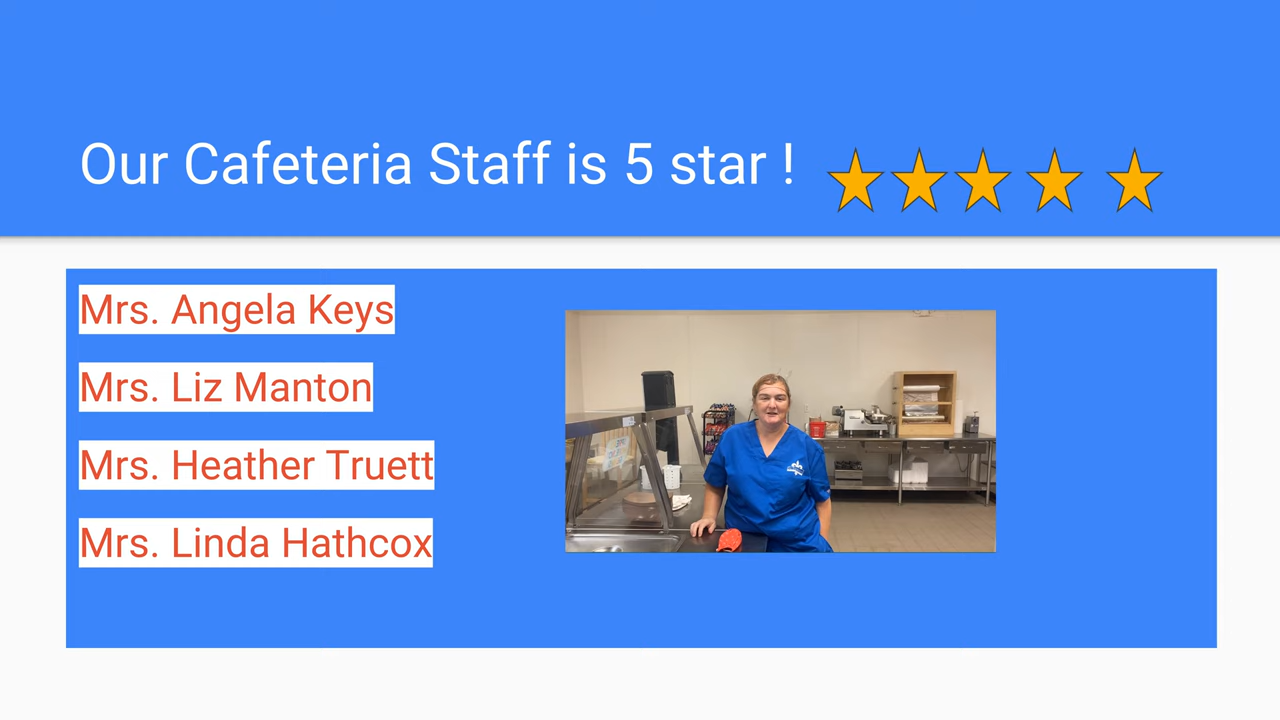 Our Cafeteria Staff is 5 star !
Mrs. Angela Keys
Mrs. Liz Manton
Mrs. Heather Truett
Mrs. Linda Hathcox